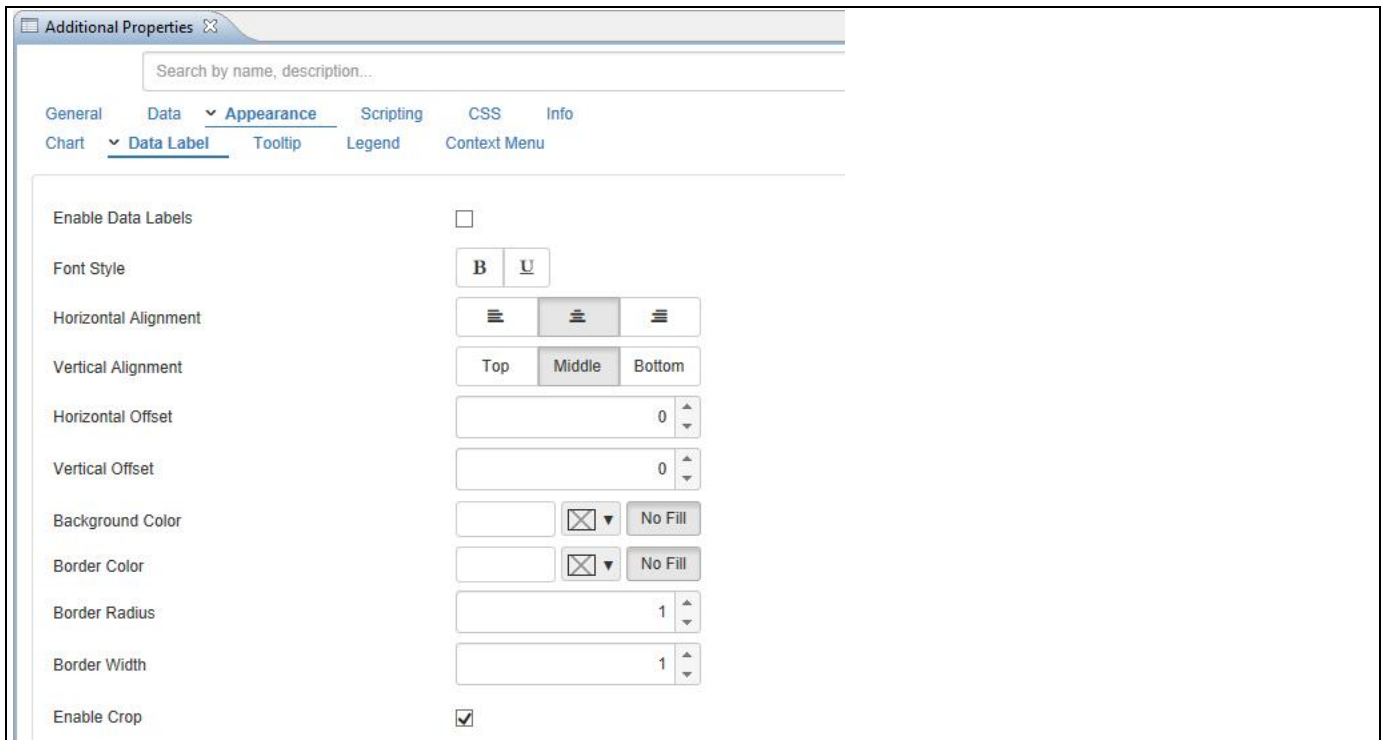 Additional Properties
Search by name, description...
General Data Appearance Scripting CSS Info
Chart Data Label Tooltip Legend Context Menu
Enable Data Labels
Font Style B U
Horizontal Alignment
Vertical Alignment Top Middle Bottom
Horizontal Offset 0
Vertical Offset 0
Background Color No Fill
Border Color No Fill
Border Radius 1
Border Width 1
Enable Crop